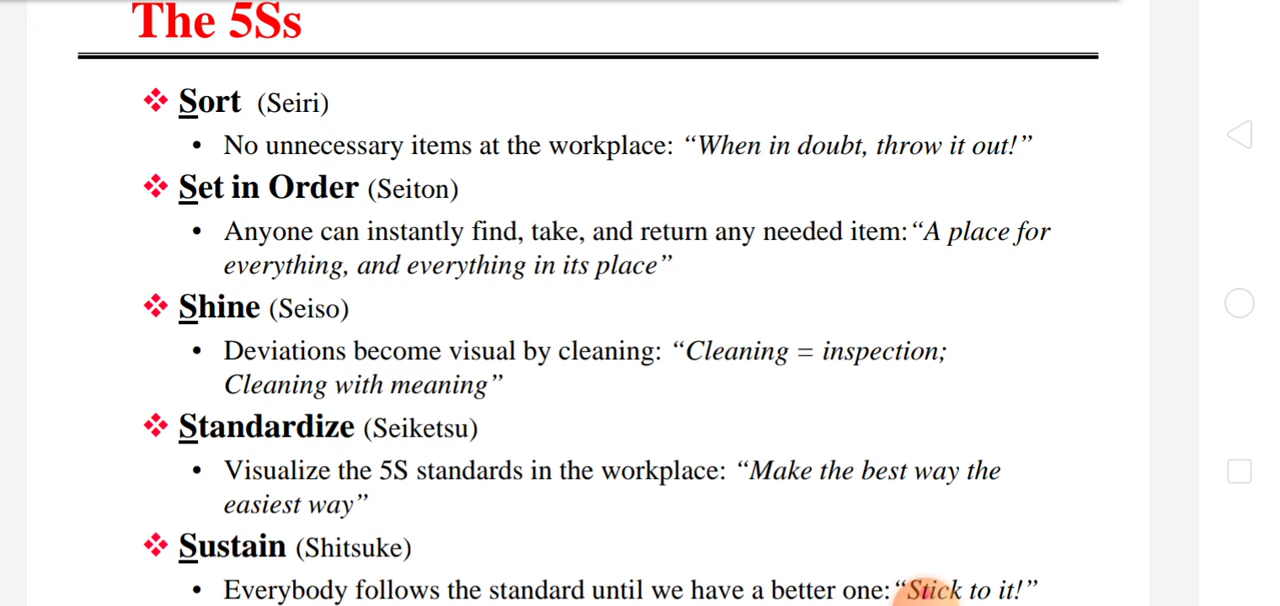 The 5Ss
Sort (Seiri)
• No unnecessary items at the workplace: “When in doubt, throw it out!”
Set in Order (Seiton)
• Anyone can instantly find, take, and return any needed item:“A place for
everything, and everything in its place”
Shine (Seiso)
• Deviations become visual by cleaning: “Cleaning = inspection;
Cleaning with meaning”
Standardize (Seiketsu)
• Visualize the 5S standards in the workplace: “Make the best way the
easiest way”
Sustain (Shitsuke)
• Everybody follows the standard until we have a better one:“Stick to it!”